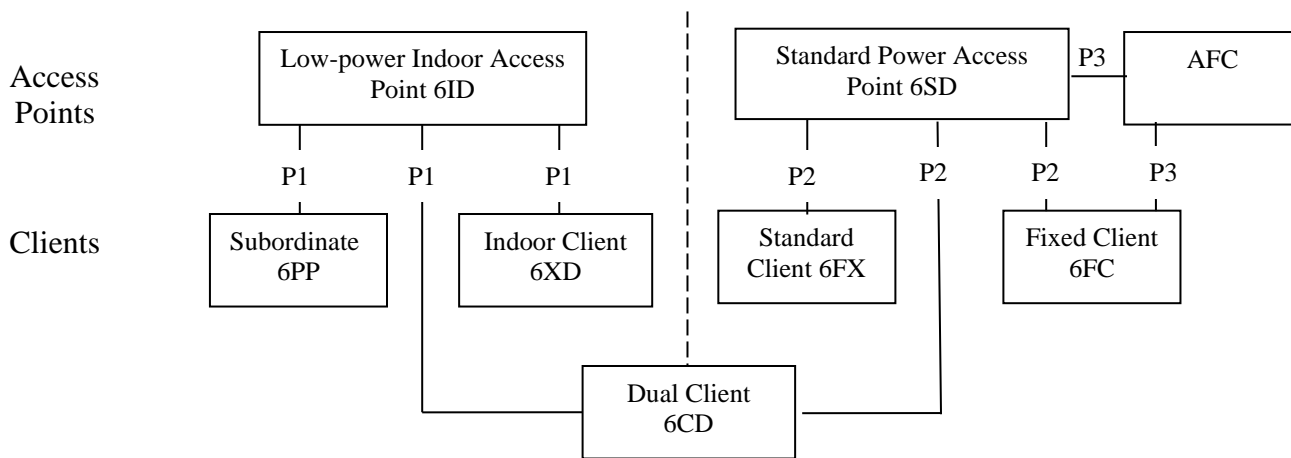 Access
Points
Low-power Indoor Access
Point 6ID
Standard Power Access
Point 6SD
P3
AFC
P1
P1
P1
P2
P2
P2
P3
Clients
Subordinate
6PP
Indoor Client
6XD
Standard
Client 6FX
Fixed Client
6FC
Dual Client
6CD